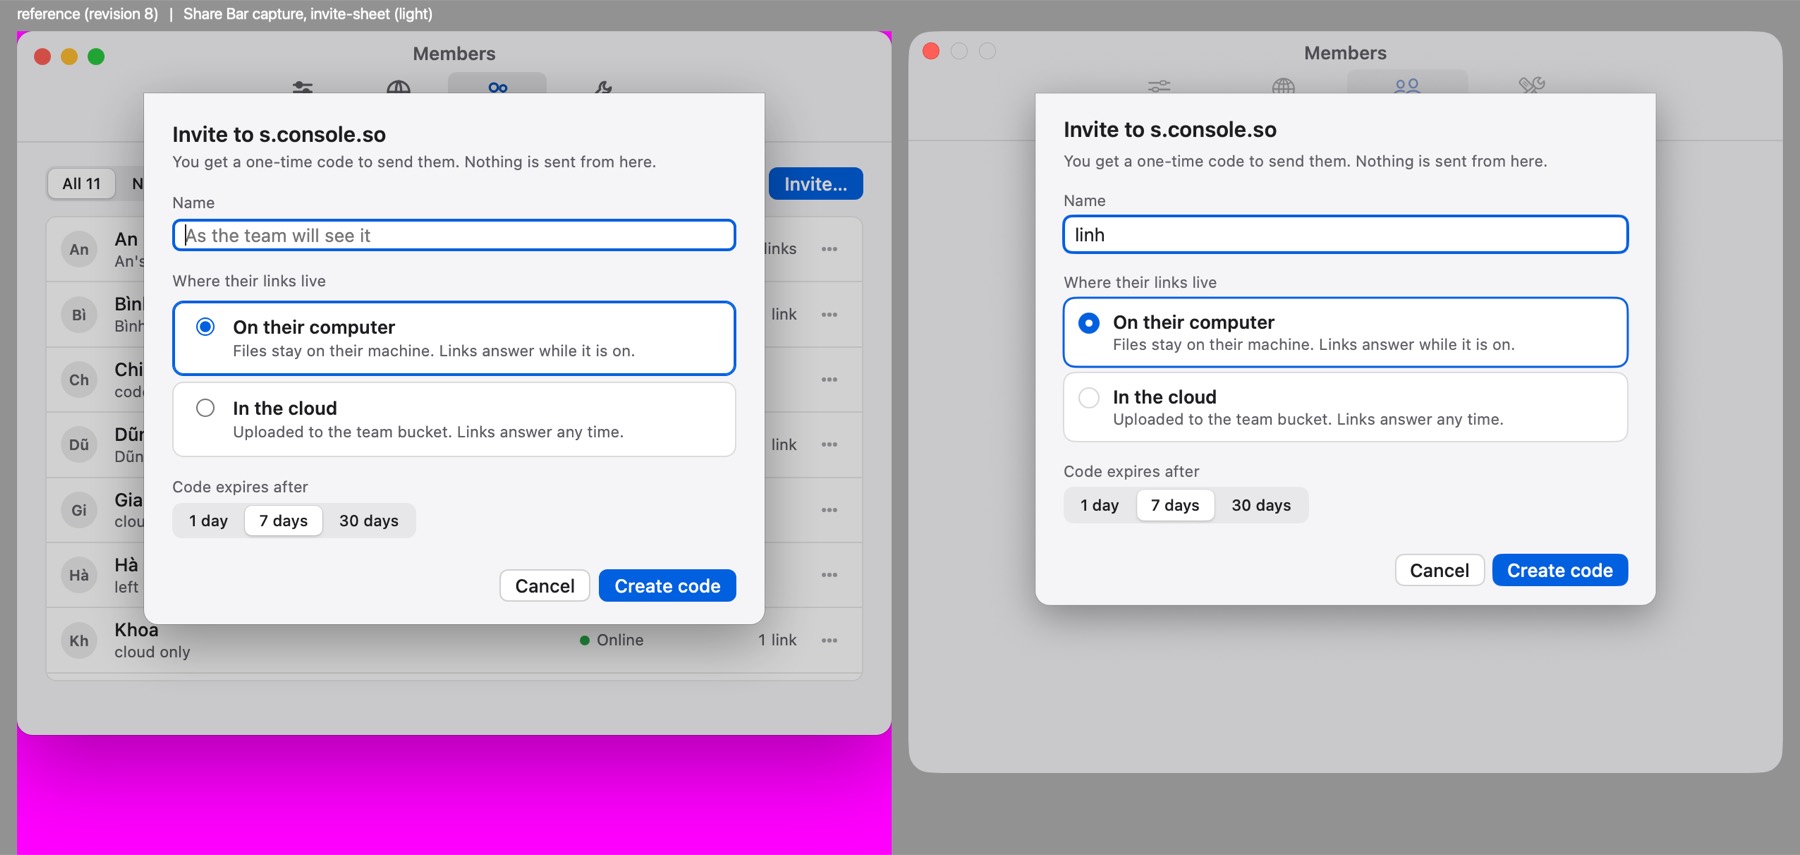 reference (revision 8) | Share Bar capture, invite-sheet (light)
Members
Invite to s.console.so
You get a one-time code to send them. Nothing is sent from here.
All 11
Invite...
Name
As the team will see it
An
An
An's
links
Where their links live
Bì
link
On their computer
Files stay on their machine. Links answer while it is on.
Ch
In the cloud
Uploaded to the team bucket. Links answer any time.
Dũ
link
Code expires after
Gi
Gia
1 day
7 days
30 days
Hà
Hà
left
Cancel
Create code
Kh
Khoa
cloud only
Online
1 link
Members
Invite to s.console.so
You get a one-time code to send them. Nothing is sent from here.
Name
linh
Where their links live
On their computer
Files stay on their machine. Links answer while it is on.
In the cloud
Uploaded to the team bucket. Links answer any time.
Code expires after
1 day
7 days
30 days
Cancel
Create code